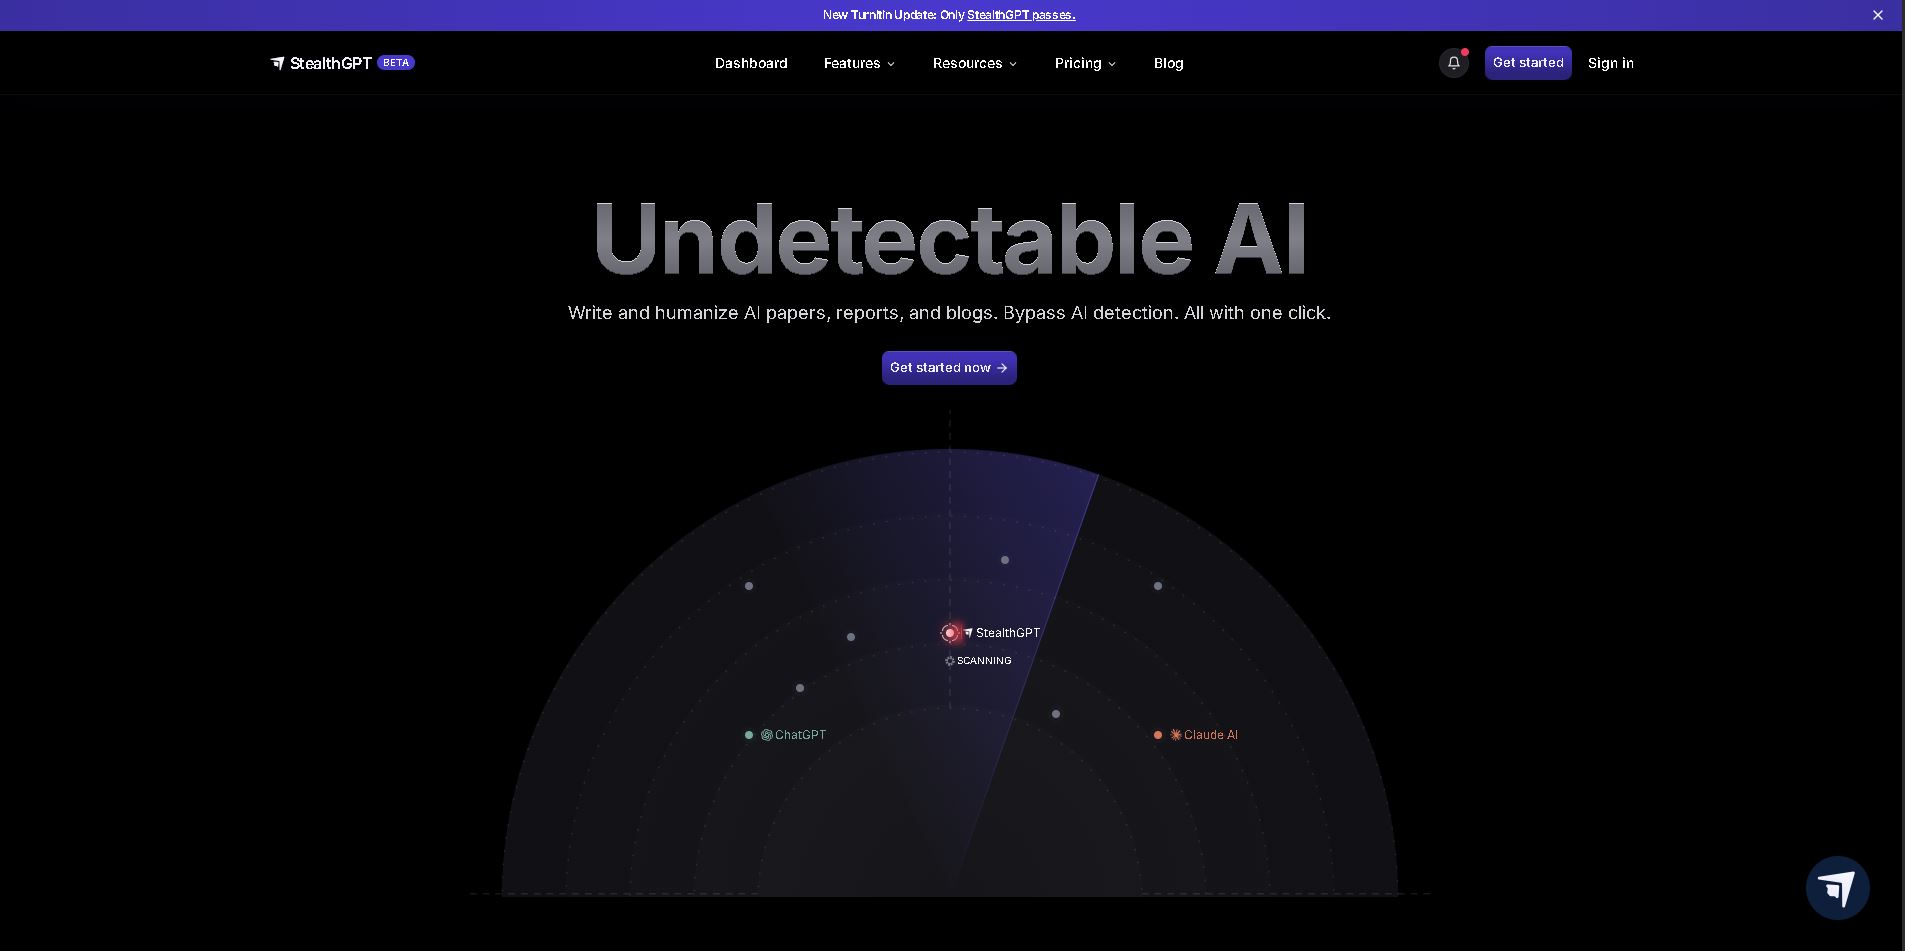 New Turnitin Update: Only StealthGPT passes.
StealthGPT BETA
Dashboard Features Resources Pricing Blog
Get started Sign in
Undetectable AI
Write and humanize AI papers, reports, and blogs. Bypass AI detection. All with one click.
Get started now
StealthGPT
SCANNING
ChatGPT
Claude AI